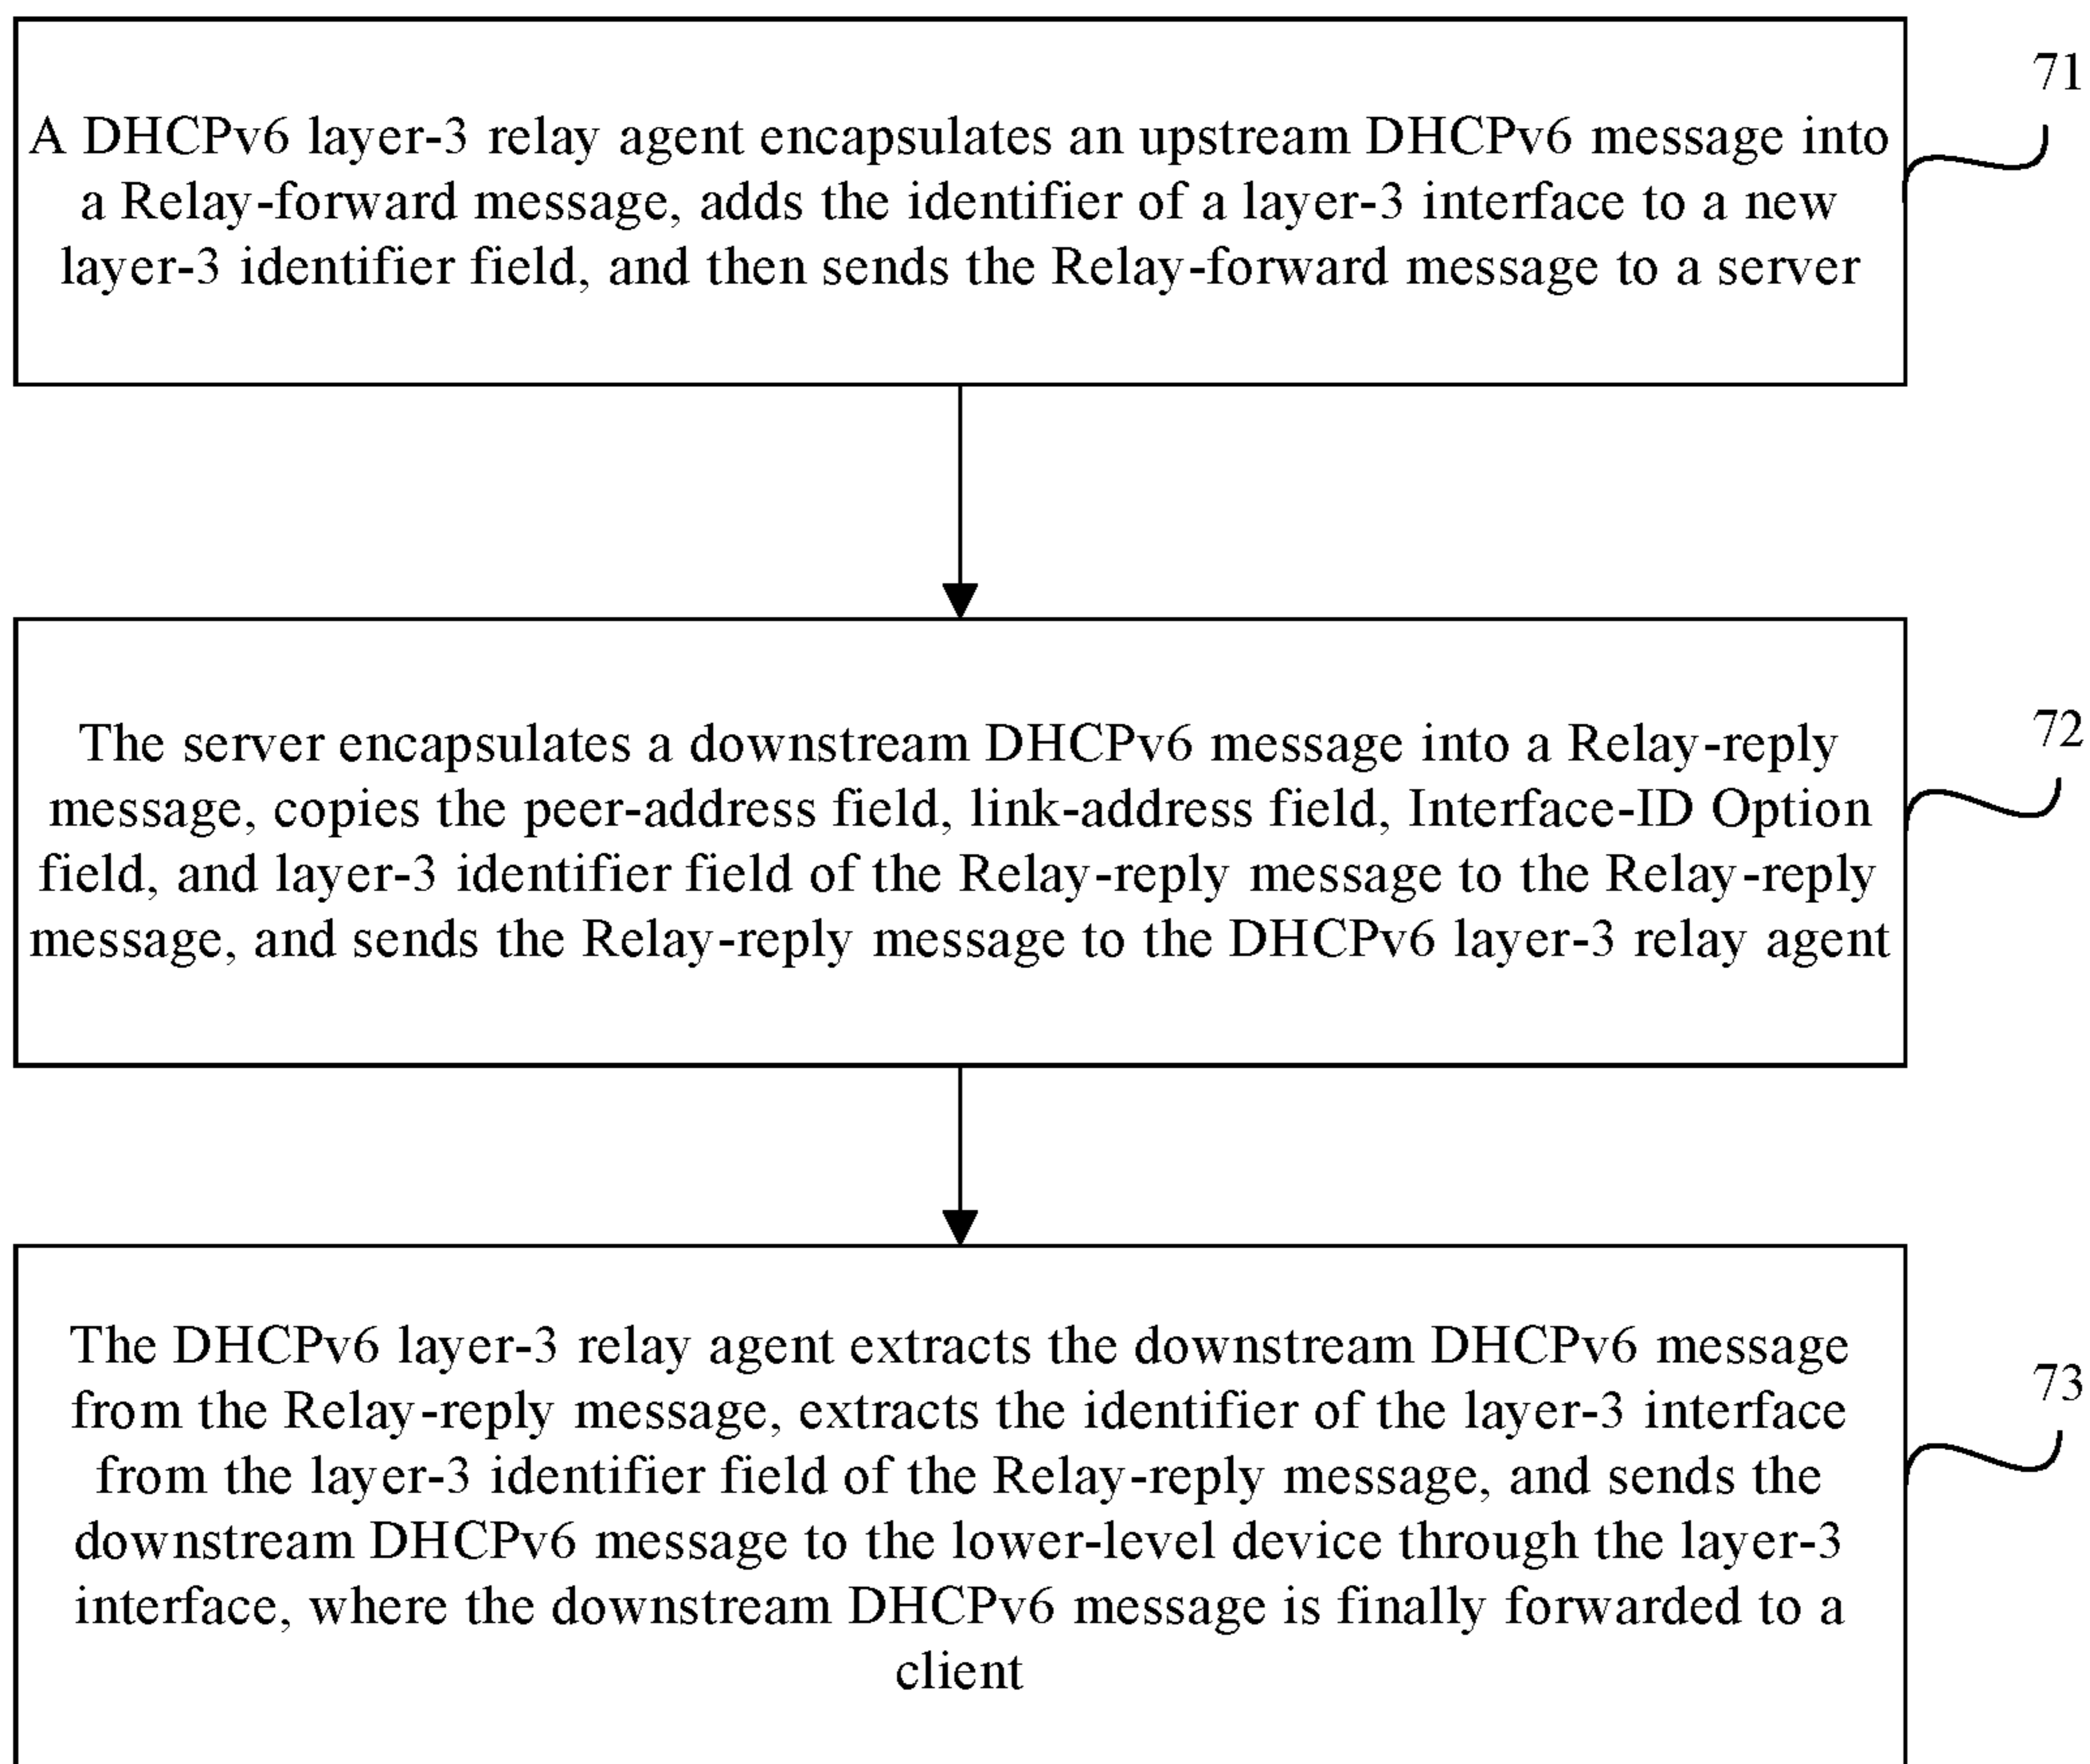 A DHCPv6 layer-3 relay agent encapsulates an upstream DHCPv6 message into
a Relay-forward message, adds the identifier of a layer-3 interface to a new
layer-3 identifier field, and then sends the Relay-forward message to a server
71
The server encapsulates a downstream DHCPv6 message into a Relay-reply
message, copies the peer-address field, link-address field, Interface-ID Option
field, and layer-3 identifier field of the Relay-reply message to the Relay-reply
message, and sends the Relay-reply message to the DHCPv6 layer-3 relay agent
72
The DHCPv6 layer-3 relay agent extracts the downstream DHCPv6 message
from the Relay-reply message, extracts the identifier of the layer-3 interface
from the layer-3 identifier field of the Relay-reply message, and sends the
downstream DHCPv6 message to the lower-level device through the layer-3
interface, where the downstream DHCPv6 message is finally forwarded to a
client
73